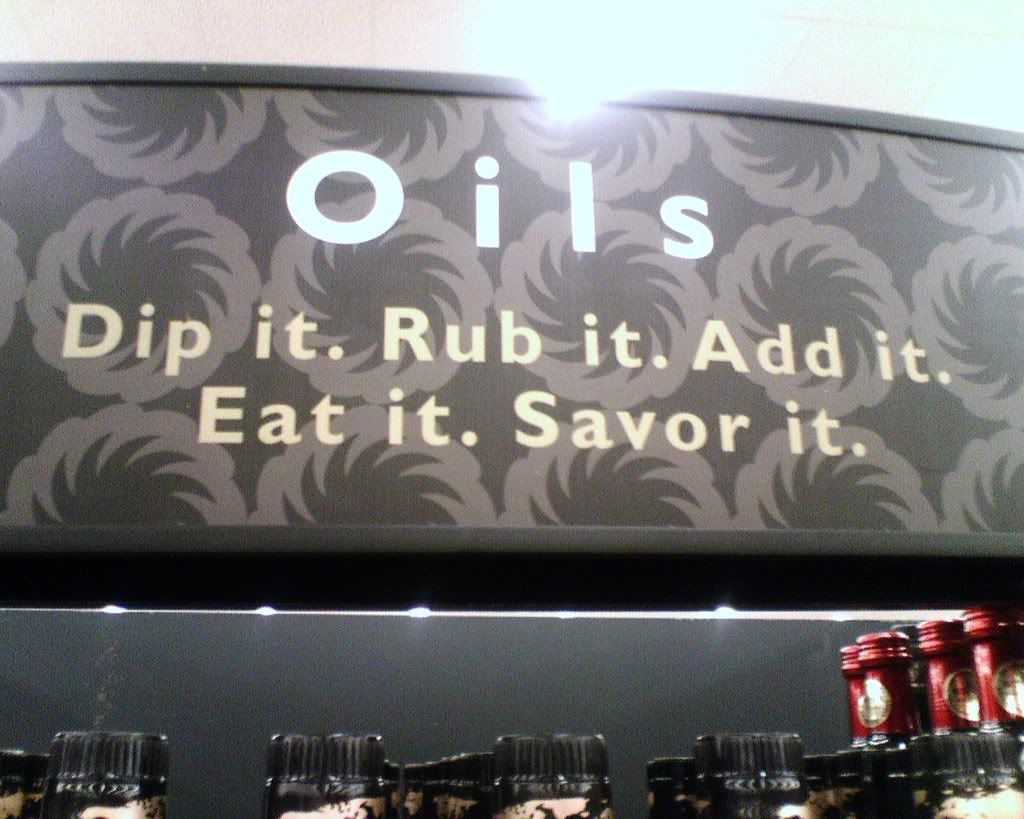 Oils
Dip it. Rub it. Add it.
Eat it. Savor it.